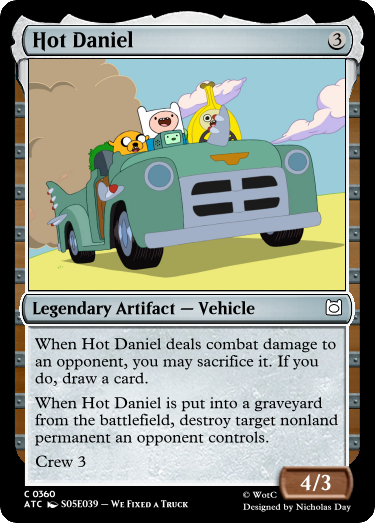 Hot Daniel 3
Legendary Artifact — Vehicle
When Hot Daniel deals combat damage to
an opponent, you may sacrifice it. If you
do, draw a card.
When Hot Daniel is put into a graveyard
from the battlefield, destroy target nonland
permanent an opponent controls.
Crew 3
4/3
C 0360
ATC S05E039 — We Fixed a Truck
© WotC
Designed by Nicholas Day